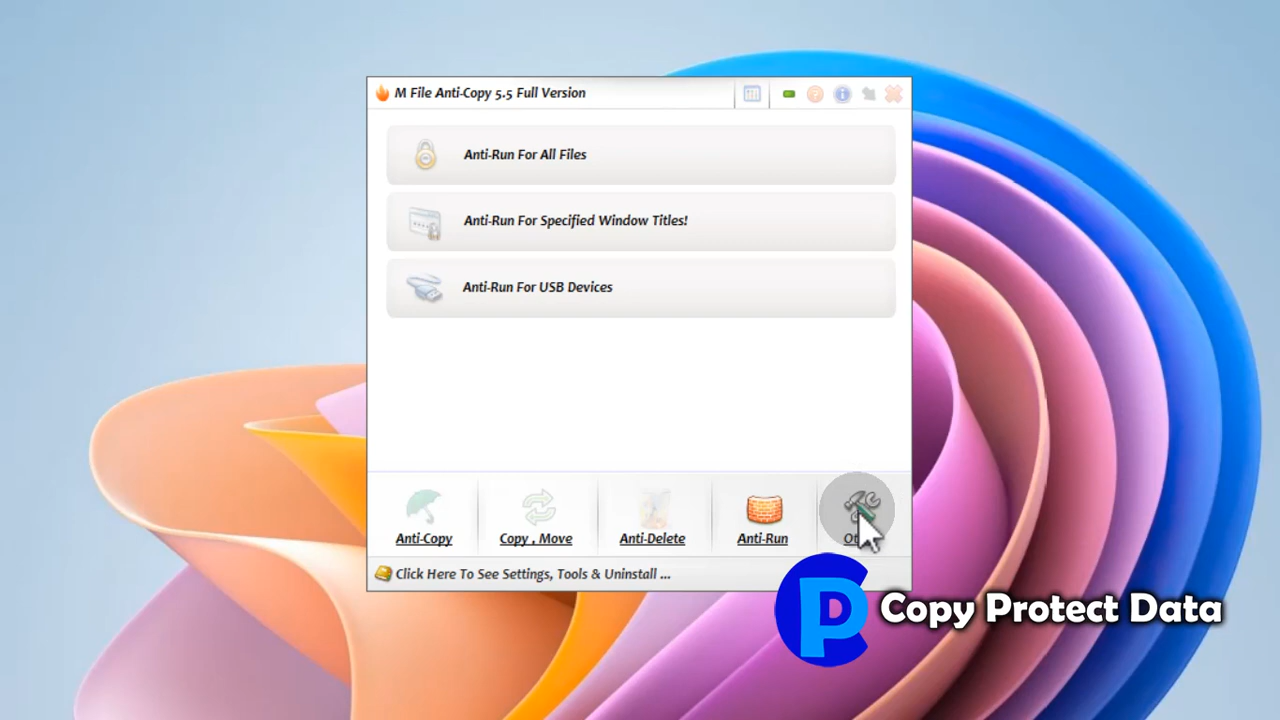 M File Anti-Copy 5.5 Full Version
Anti-Run For All Files
Anti-Run For Specified Window Titles!
Anti-Run For USB Devices
Anti-Copy
Copy , Move
Anti-Delete
Anti-Run
Click Here To See Settings, Tools & Uninstall ...
Copy Protect Data